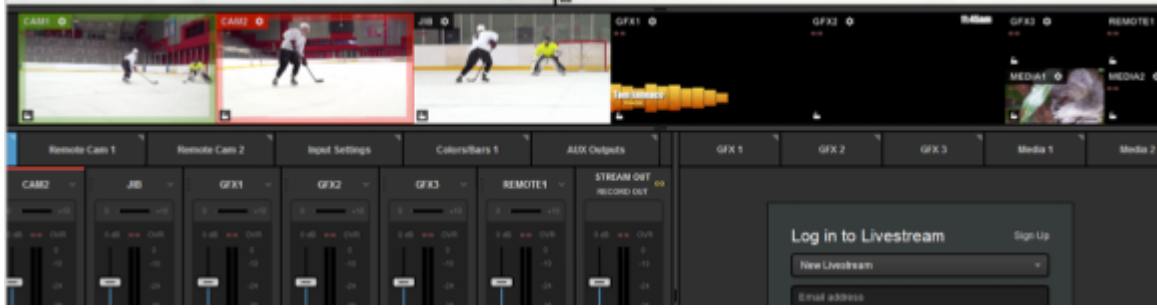 CAM1
CAM2
JIB
GFX1
GFX2
11:46am
GFX3
REMOTE1
MEDIA1
MEDIA2
Remote Cam 1
Remote Cam 2
Input Settings
Colors/Bars 1
AUX Outputs
GFX 1
GFX 2
GFX 3
Media 1
Media 2
CAM2
JIB
GFX1
GFX2
GFX3
REMOTE1
STREAM OUT
RECORD OUT
Log in to Livestream
Sign Up
New Livestream
Email address